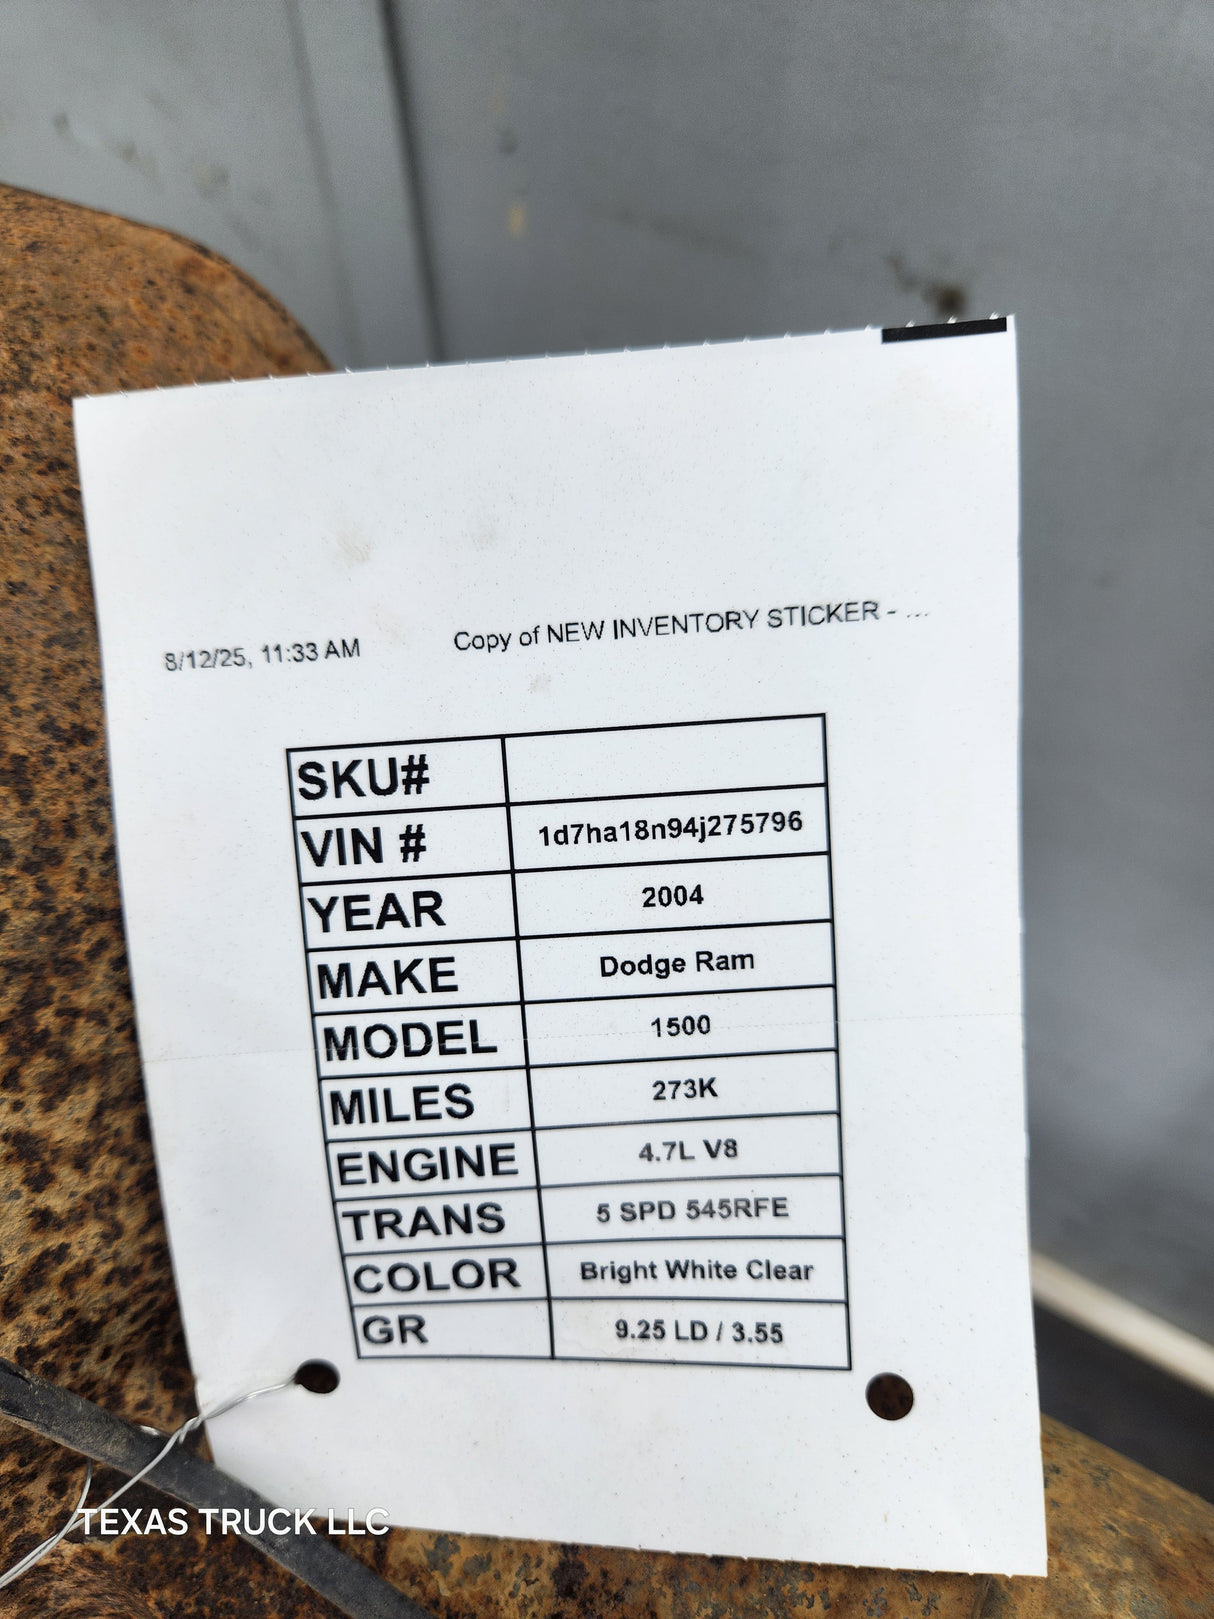 8/12/25, 11:33 AM Copy of NEW INVENTORY STICKER - ...
SKU#
VIN # 1d7ha18n94j275796
YEAR 2004
MAKE Dodge Ram
MODEL 1500
MILES 273K
ENGINE 4.7L V8
TRANS 5 SPD 545RFE
COLOR Bright White Clear
GR 9.25 LD / 3.55
TEXAS TRUCK LLC